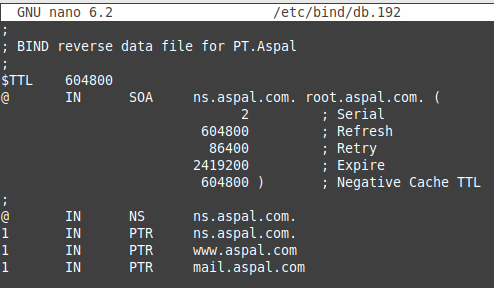 GNU nano 6.2 /etc/bind/db.192
;
; BIND reverse data file for PT.Aspal
;
$TTL 604800
@ IN SOA ns.aspal.com. root.aspal.com. (
2 ; Serial
604800 ; Refresh
86400 ; Retry
2419200 ; Expire
604800 ) ; Negative Cache TTL
;
@ IN NS ns.aspal.com.
1 IN PTR ns.aspal.com.
1 IN PTR www.aspal.com
1 IN PTR mail.aspal.com